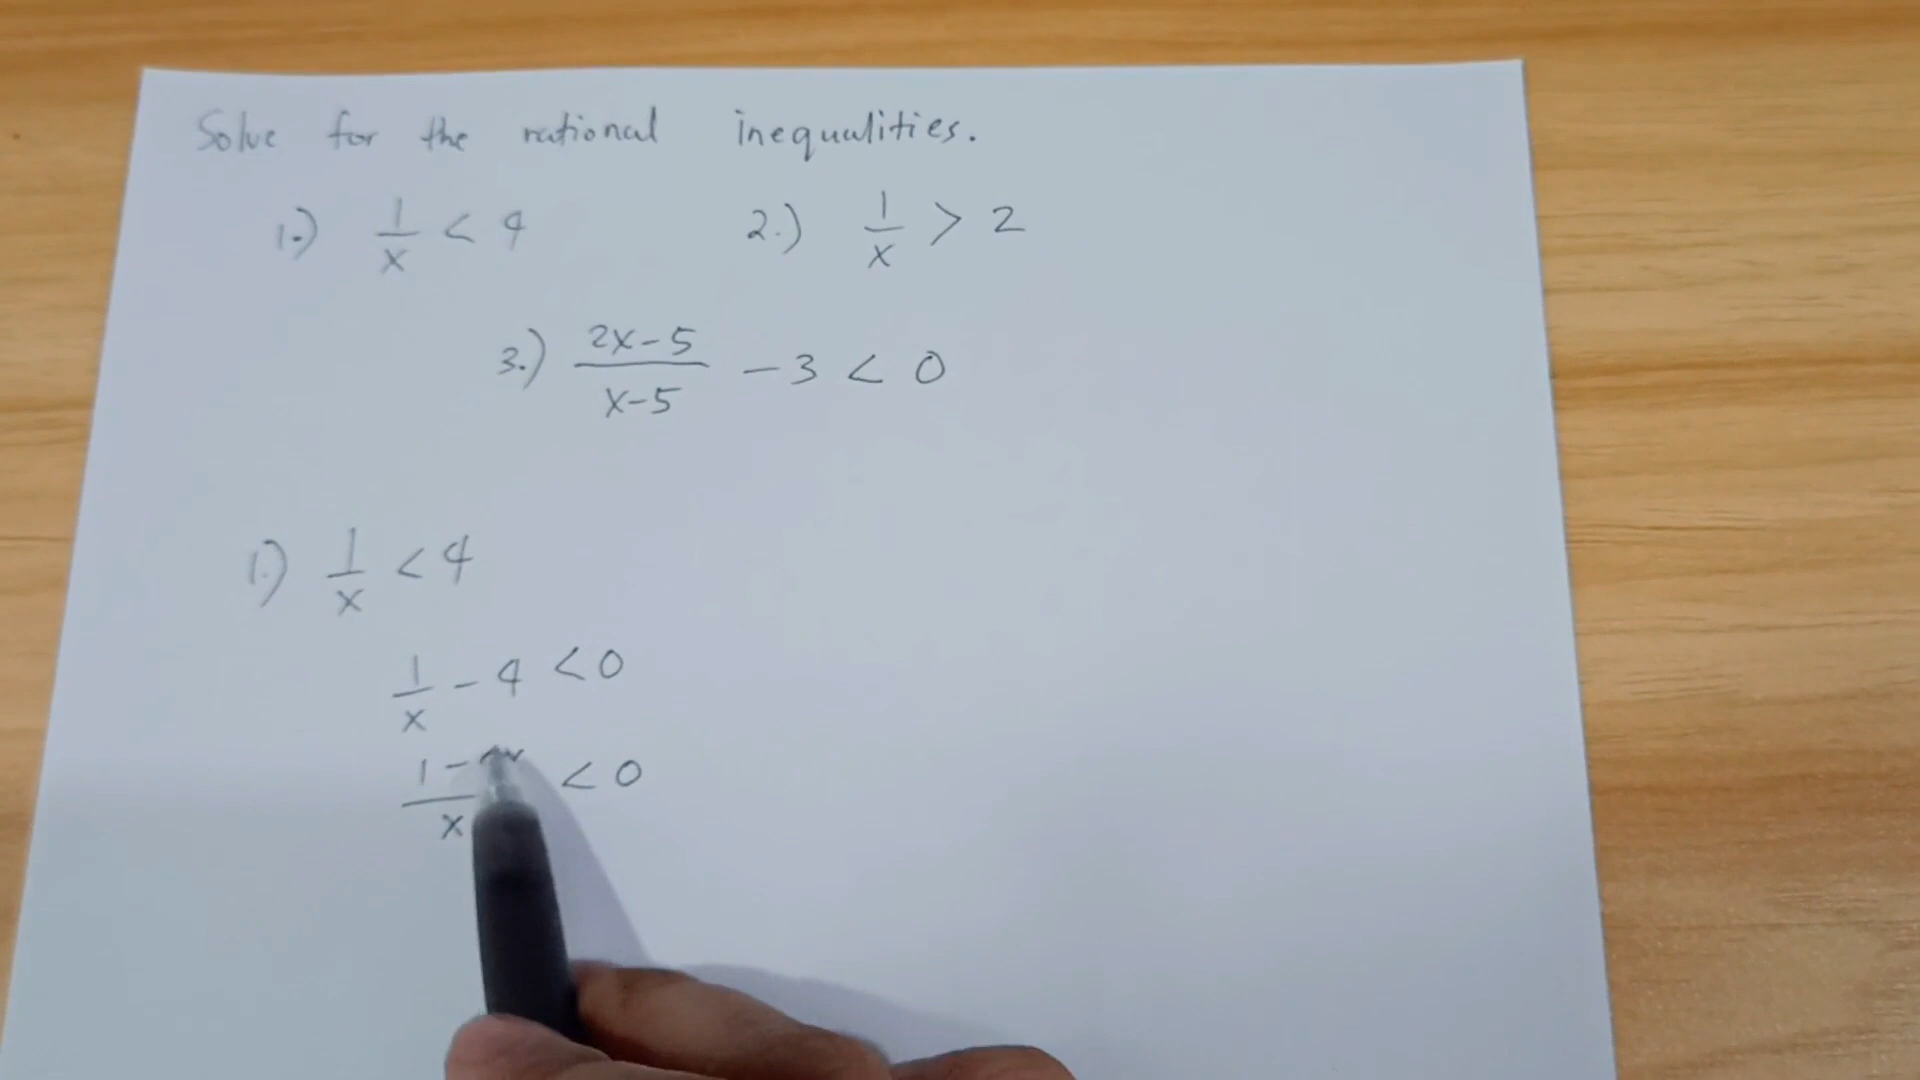 Solve for the rational inequalities.
1.) 1/x < 4 2.) 1/x > 2
3.) 2x-5/x-5 - 3 < 0
1.) 1/x < 4
1/x - 4 < 0
1 - /x < 0